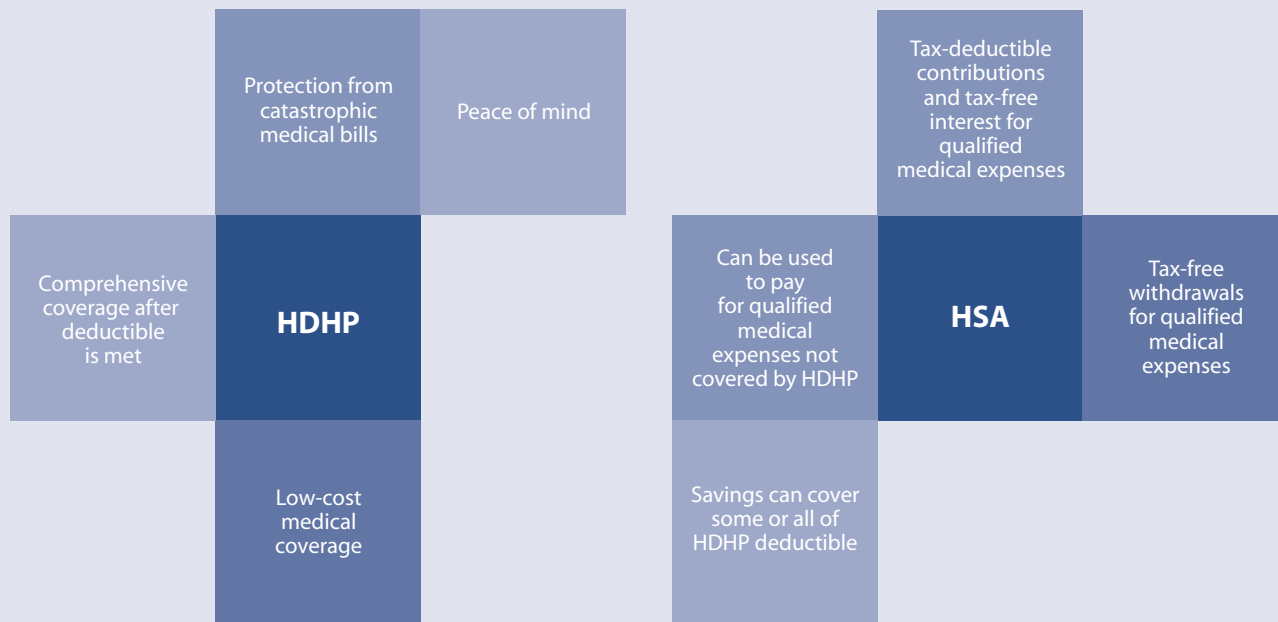 Protection from
catastrophic
medical bills
Peace of mind
Comprehensive
coverage after
deductible
is met
HDHP
Low-cost
medical
coverage
Tax-deductible
contributions
and tax-free
interest for
qualified
medical expenses
Can be used
to pay
for qualified
medical
expenses not
covered by HDHP
HSA
Tax-free
withdrawals
for qualified
medical
expenses
Savings can cover
some or all of
HDHP deductible